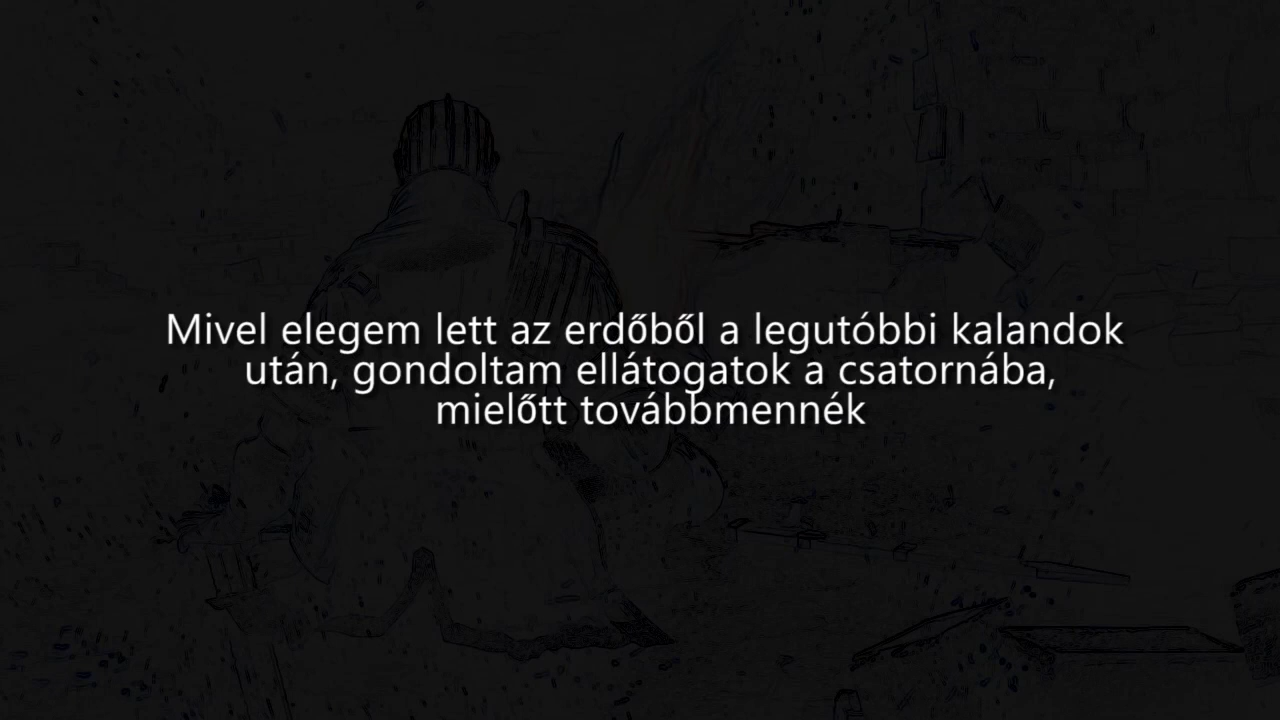 Mivel elegem lett az erdőből a legutóbbi kalandok
után, gondoltam ellátogatok a csatornába,
mielőtt továbbmennék